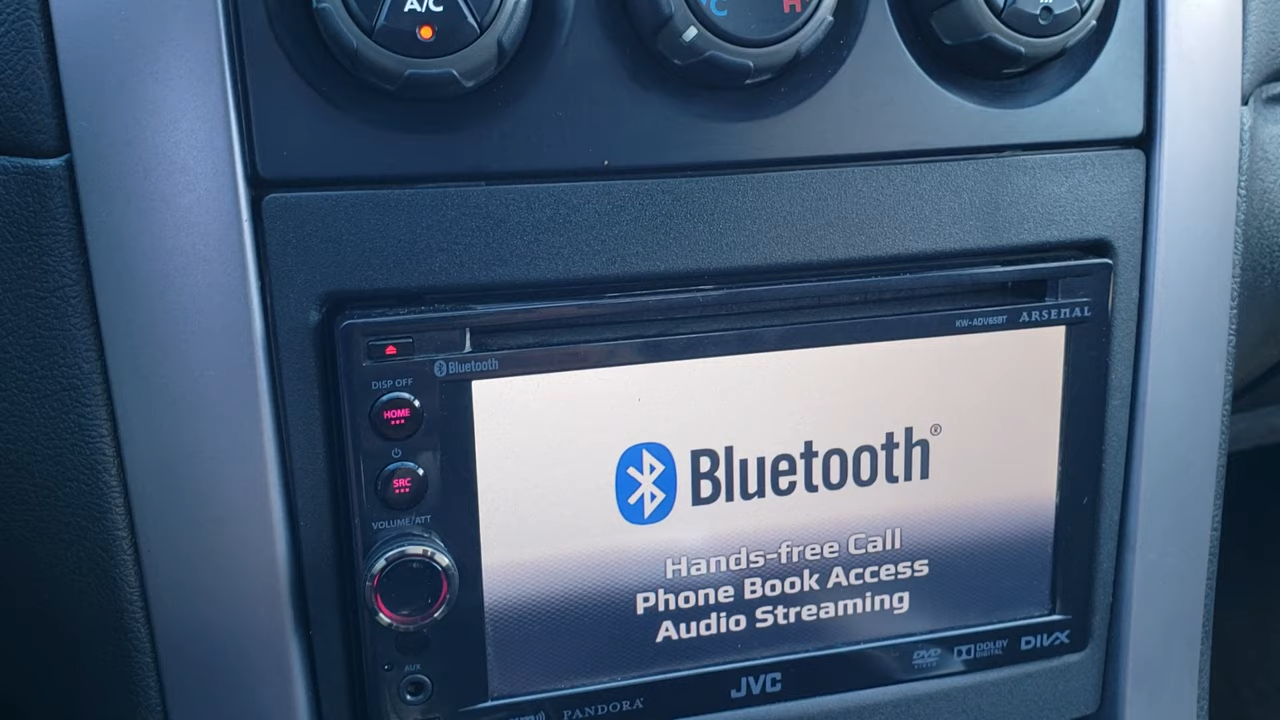 A/C
C
H
KW-ADV65BT ARSENAL
Bluetooth
DISP OFF
HOME
SRC
VOLUME/ATT
AUX
Bluetooth®
Hands-free Call
Phone Book Access
Audio Streaming
DVD
VIDEO
DOLBY
DIGITAL
DIVX
JVC
PANDORA